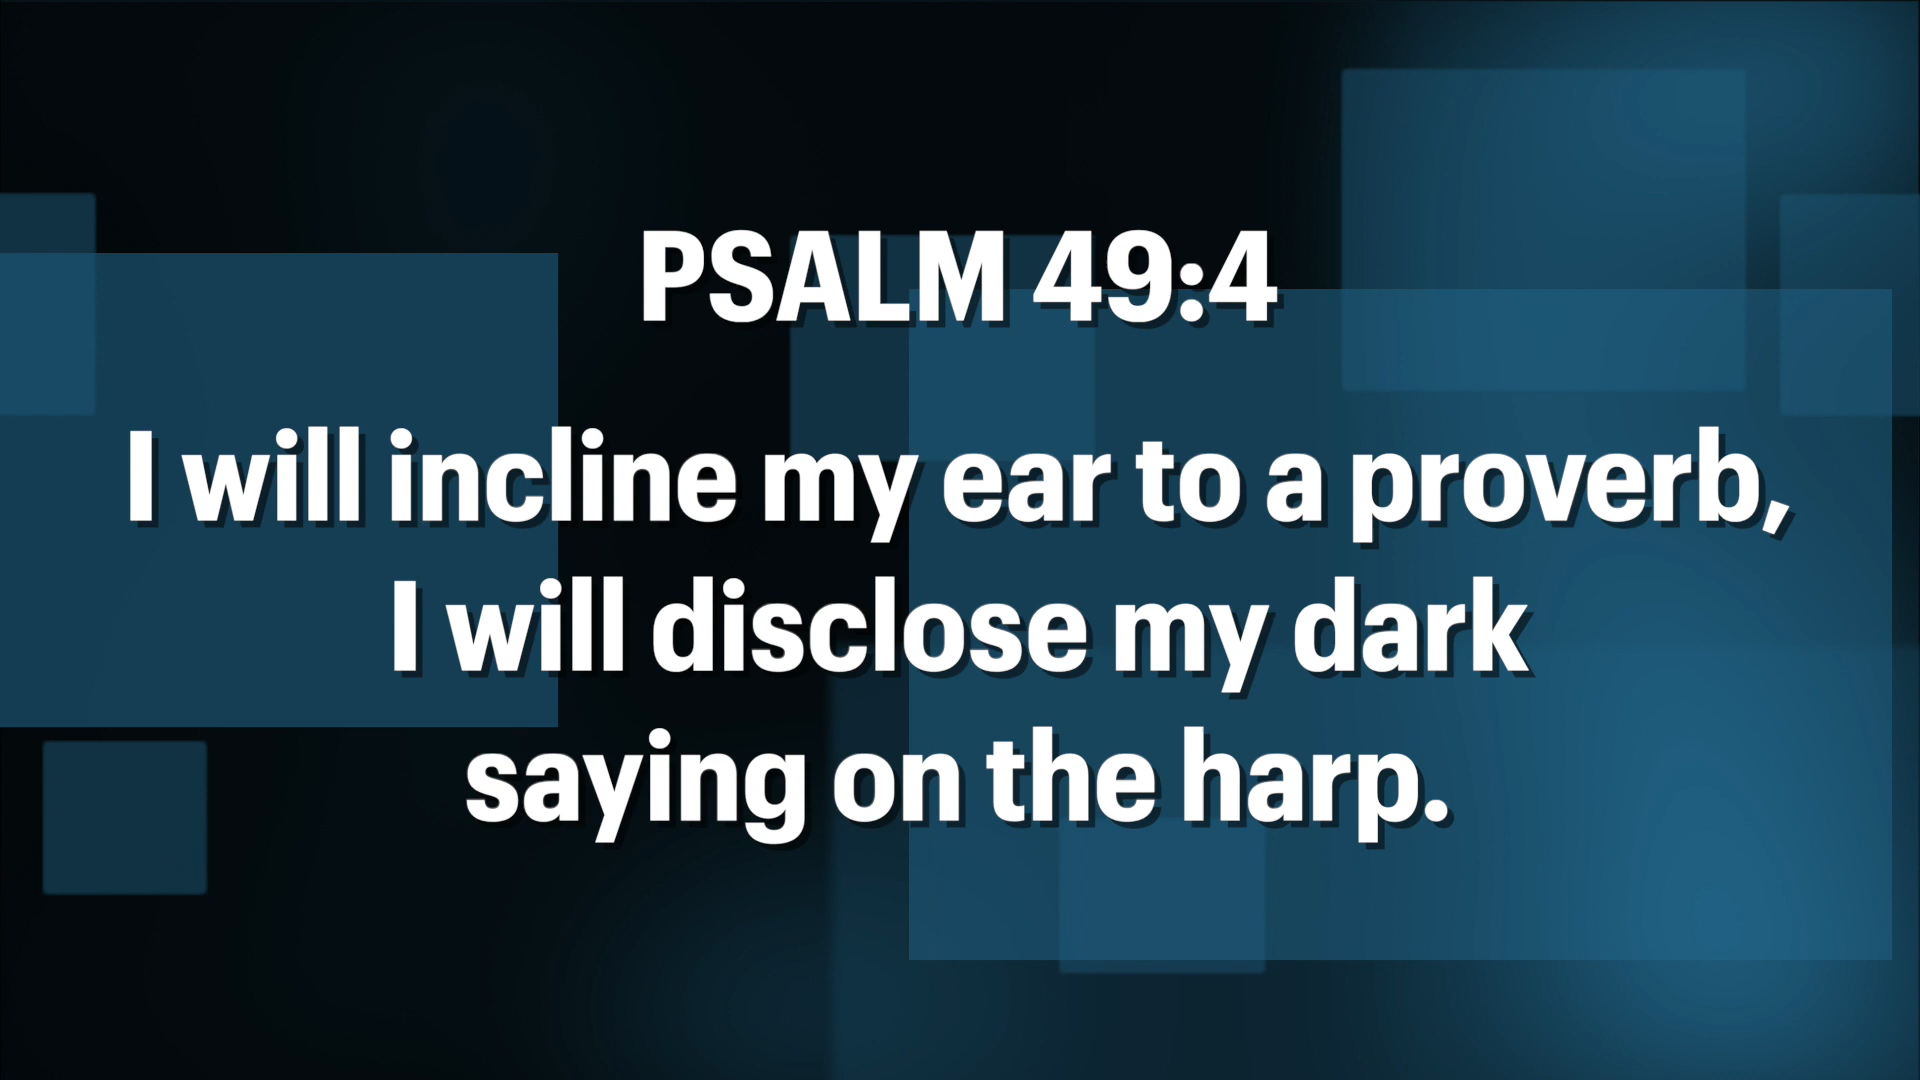 PSALM 49:4
I will incline my ear to a proverb,
I will disclose my dark
saying on the harp.